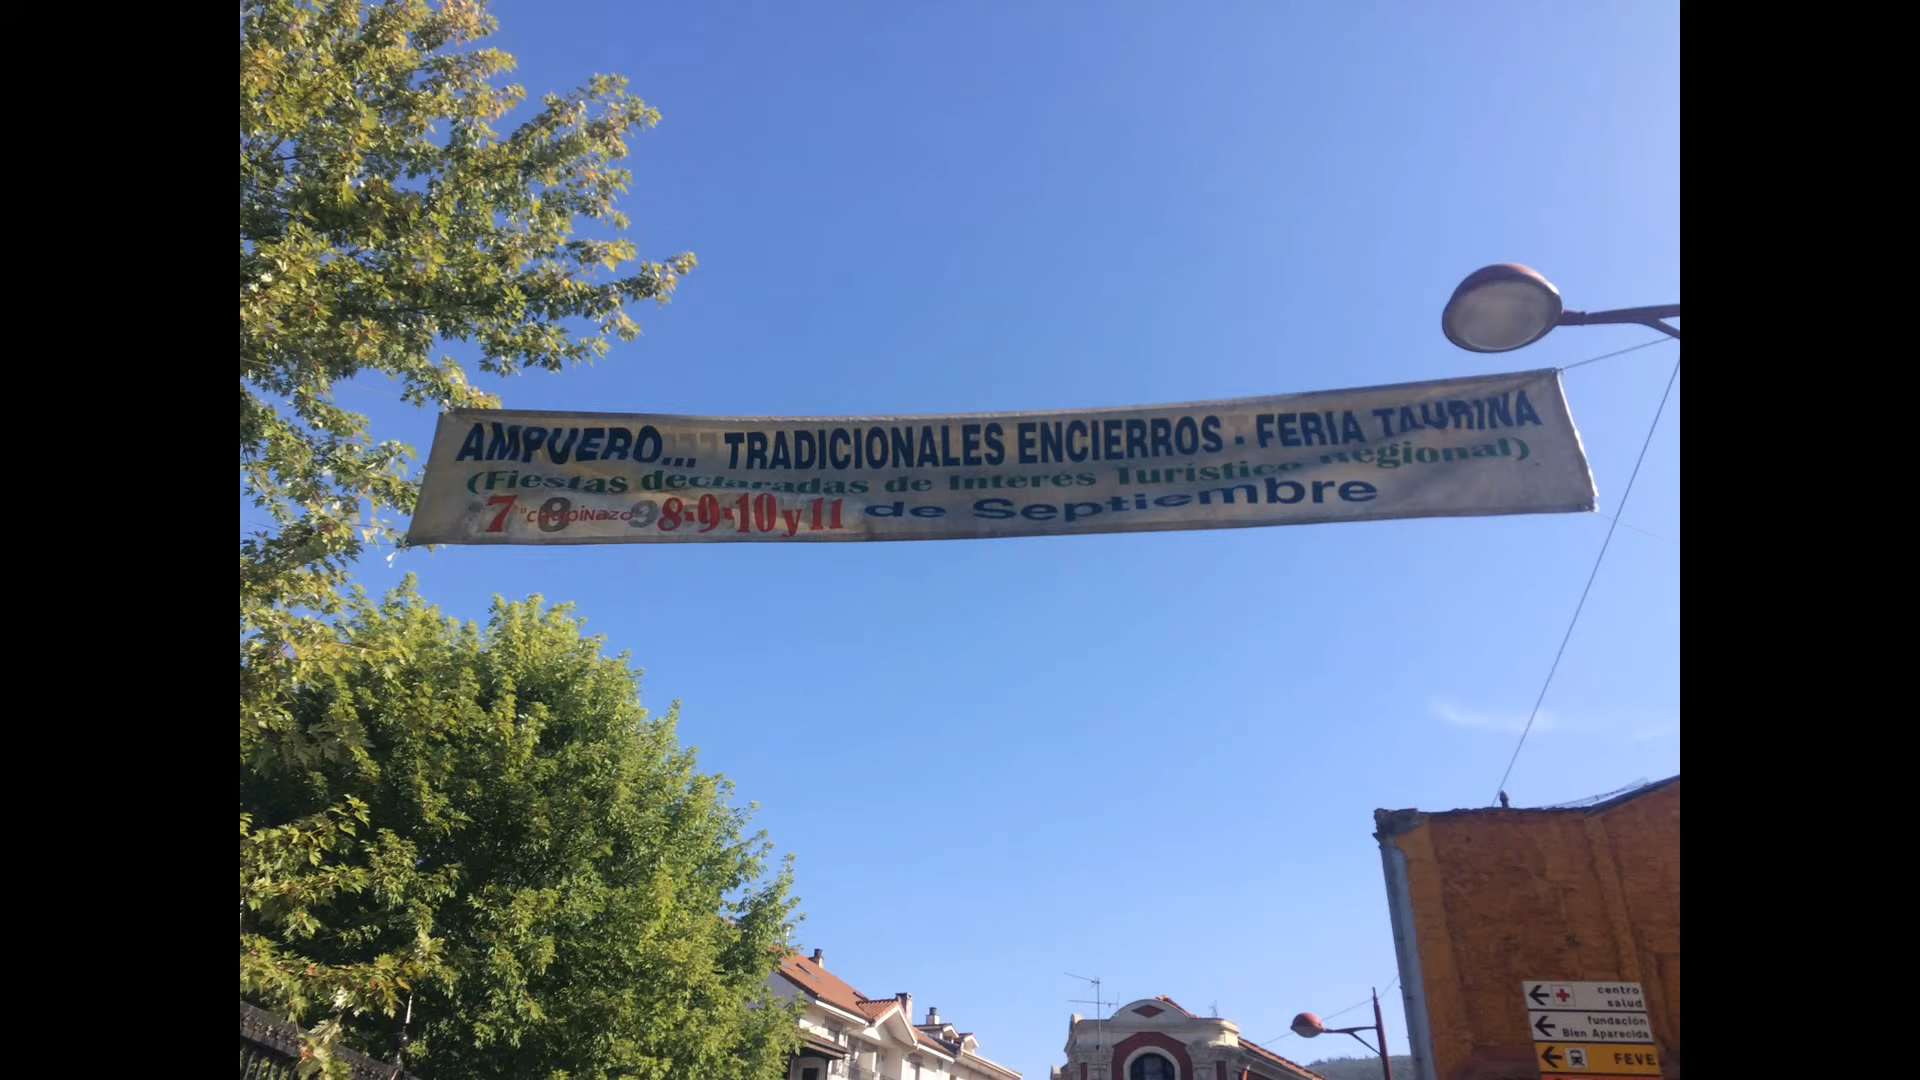 AMPUERO... TRADICIONALES ENCIERROS - FERIA TAURINA
(Fiestas declaradas de Interés Turístico Regional)
7 "chupiNazo" 8-9-10 y 11 de Septiembre
centro
salud
fundación
Bien Aparecida
FEVE